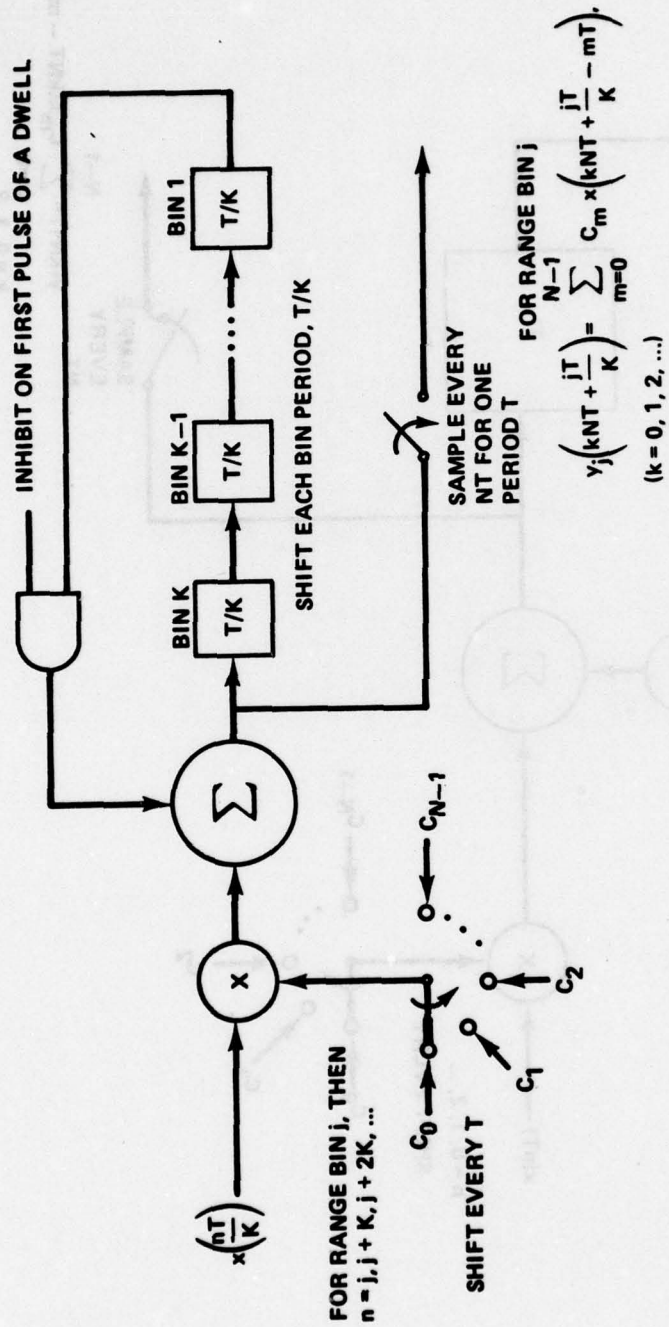 INHIBIT ON FIRST PULSE OF A DWELL
x(nT/K)
X
Σ
BIN K
T/K
BIN K–1
T/K
....
BIN 1
T/K
SHIFT EACH BIN PERIOD, T/K
FOR RANGE BIN j, THEN
n = j, j + K, j + 2K, ...
C0
C1
C2
CN–1
SHIFT EVERY T
SAMPLE EVERY
NT FOR ONE
PERIOD T
FOR RANGE BIN j
yj(kNT + jT/K) = Σ m=0 N–1 Cm x(kNT + jT/K – mT),
(k = 0, 1, 2, ...)